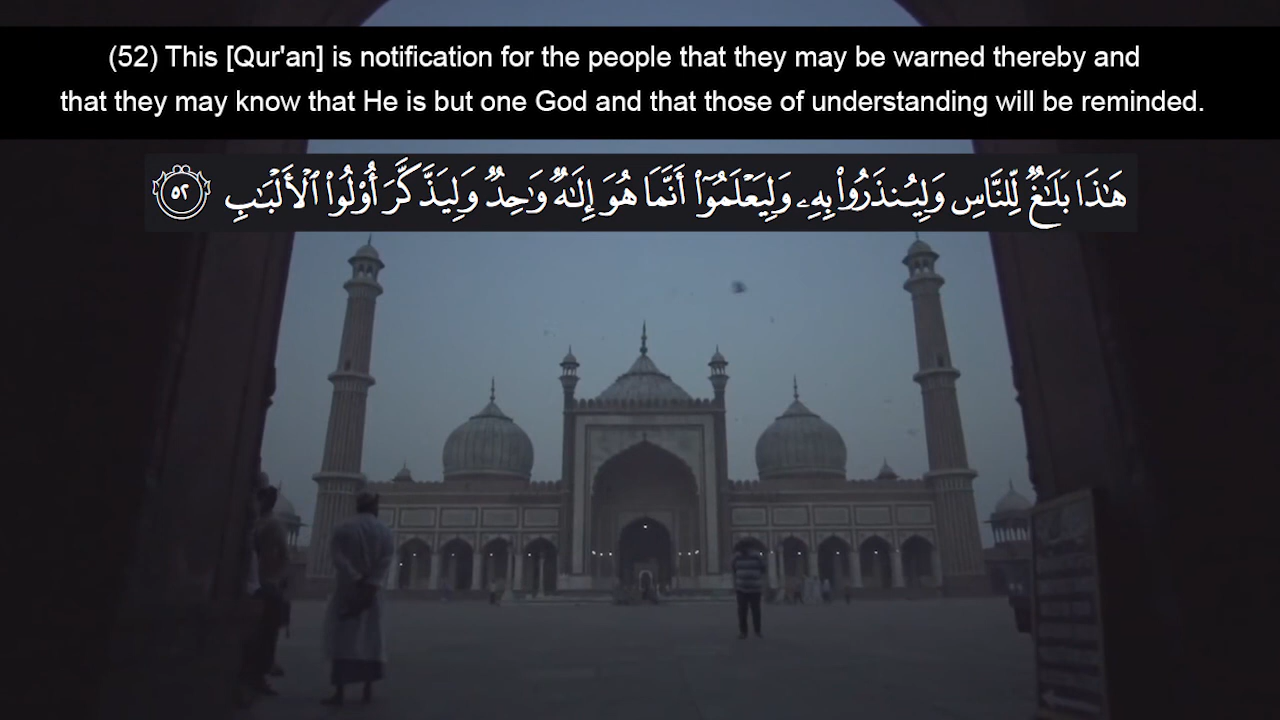 (52) This [Qur'an] is notification for the people that they may be warned thereby and
that they may know that He is but one God and that those of understanding will be reminded.
هَٰذَا بَلَٰغٌ لِّلنَّاسِ وَلِيُنذَرُوا۟ بِهِۦ وَلِيَعْلَمُوٓا۟ أَنَّمَا هُوَ إِلَٰهٌ وَٰحِدٌ وَلِيَذَّكَّرَ أُو۟لُوا۟ ٱلْأَلْبَٰبِ ٥٢